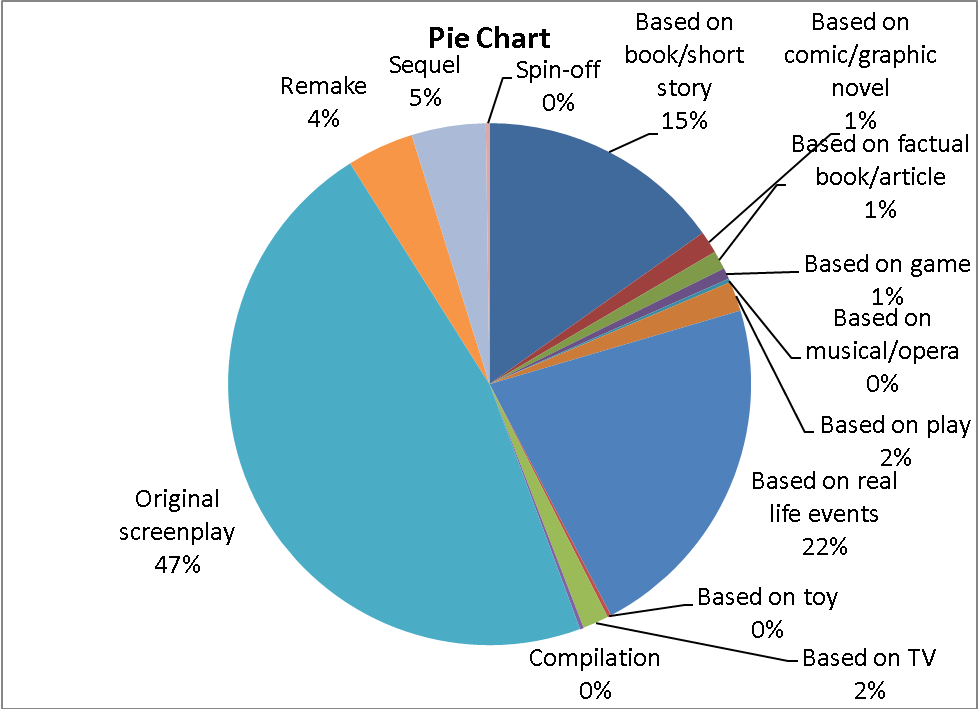 Pie Chart
Based on
book/short
story
15%
Based on
comic/graphic
novel
1%
Based on factual
book/article
1%
Based on game
1%
Based on
musical/opera
0%
Based on play
2%
Based on real
life events
22%
Based on toy
0%
Based on TV
2%
Compilation
0%
Original
screenplay
47%
Remake
4%
Sequel
5%
Spin-off
0%